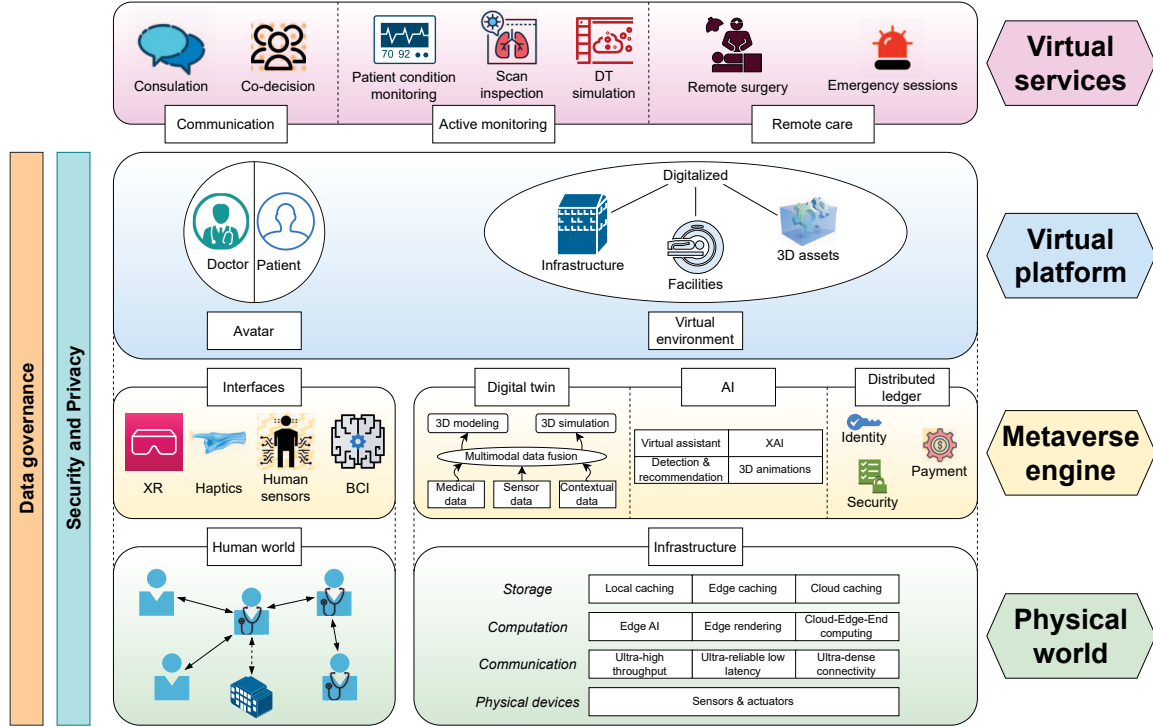 Consulation
Co-decision
Patient condition
monitoring
70 92
Scan
inspection
DT
simulation
Remote surgery
Emergency sessions
Communication
Active monitoring
Remote care
Virtual
services
Data governance
Security and Privacy
Doctor
Patient
Avatar
Digitalized
Infrastructure
Facilities
3D assets
Virtual
environment
Virtual
platform
Interfaces
XR
Haptics
Human
sensors
BCI
Digital twin
3D modeling
3D simulation
Multimodal data fusion
Medical
data
Sensor
data
Contextual
data
AI
Virtual assistant
XAI
Detection &
recommendation
3D animations
Distributed
ledger
Identity
Payment
Security
Metaverse
engine
Human world
Infrastructure
Storage
Local caching
Edge caching
Cloud caching
Computation
Edge AI
Edge rendering
Cloud-Edge-End
computing
Communication
Ultra-high
throughput
Ultra-reliable low
latency
Ultra-dense
connectivity
Physical devices
Sensors & actuators
Physical
world